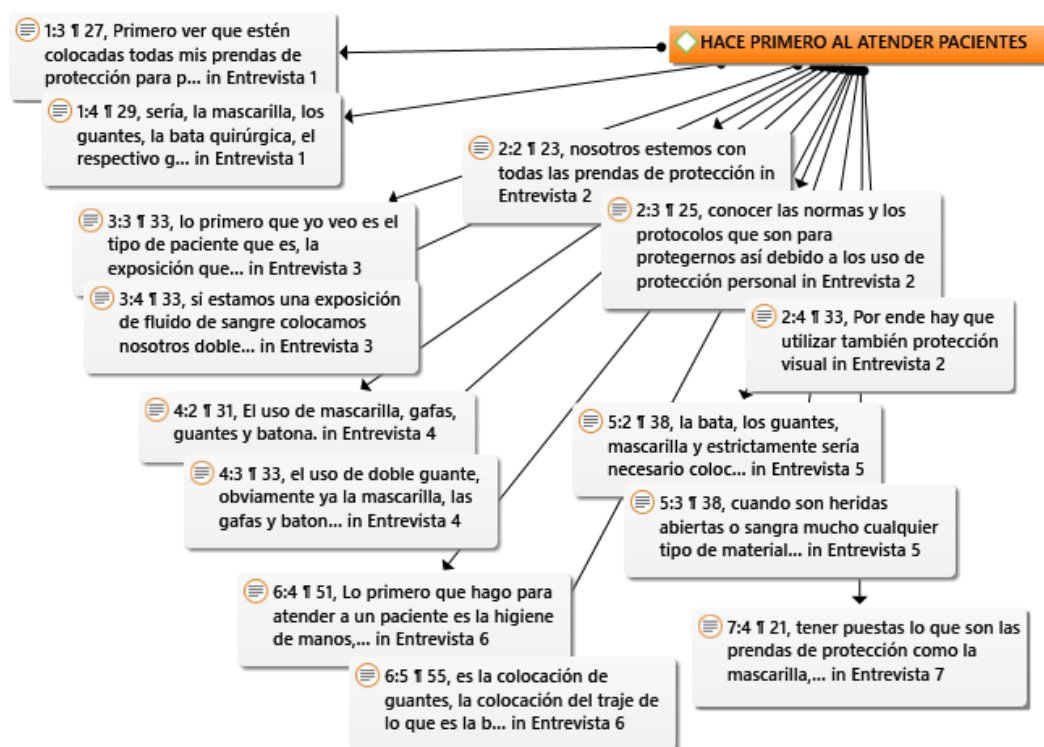 HACE PRIMERO AL ATENDER PACIENTES
1:3 ¶ 27, Primero ver que estén
colocadas todas mis prendas de
protección para p... in Entrevista 1
1:4 ¶ 29, sería, la mascarilla, los
guantes, la bata quirúrgica, el
respectivo g... in Entrevista 1
2:2 ¶ 23, nosotros estemos con
todas las prendas de protección in
Entrevista 2
2:3 ¶ 25, conocer las normas y los
protocolos que son para
protegernos así debido a los uso de
protección personal in Entrevista 2
3:3 ¶ 33, lo primero que yo veo es el
tipo de paciente que es, la
exposición que... in Entrevista 3
3:4 ¶ 33, si estamos una exposición
de fluido de sangre colocamos
nosotros doble... in Entrevista 3
2:4 ¶ 33, Por ende hay que
utilizar también protección
visual in Entrevista 2
4:2 ¶ 31, El uso de mascarilla, gafas,
guantes y batona. in Entrevista 4
4:3 ¶ 33, el uso de doble guante,
obviamente ya la mascarilla, las
gafas y baton... in Entrevista 4
5:2 ¶ 38, la bata, los guantes,
mascarilla y estrictamente sería
necesario coloc... in Entrevista 5
5:3 ¶ 38, cuando son heridas
abiertas o sangra mucho cualquier
tipo de material... in Entrevista 5
6:4 ¶ 51, Lo primero que hago para
atender a un paciente es la higiene
de manos,... in Entrevista 6
6:5 ¶ 55, es la colocación de
guantes, la colocación del traje de
lo que es la b... in Entrevista 6
7:4 ¶ 21, tener puestas lo que son las
prendas de protección como la
mascarilla,... in Entrevista 7